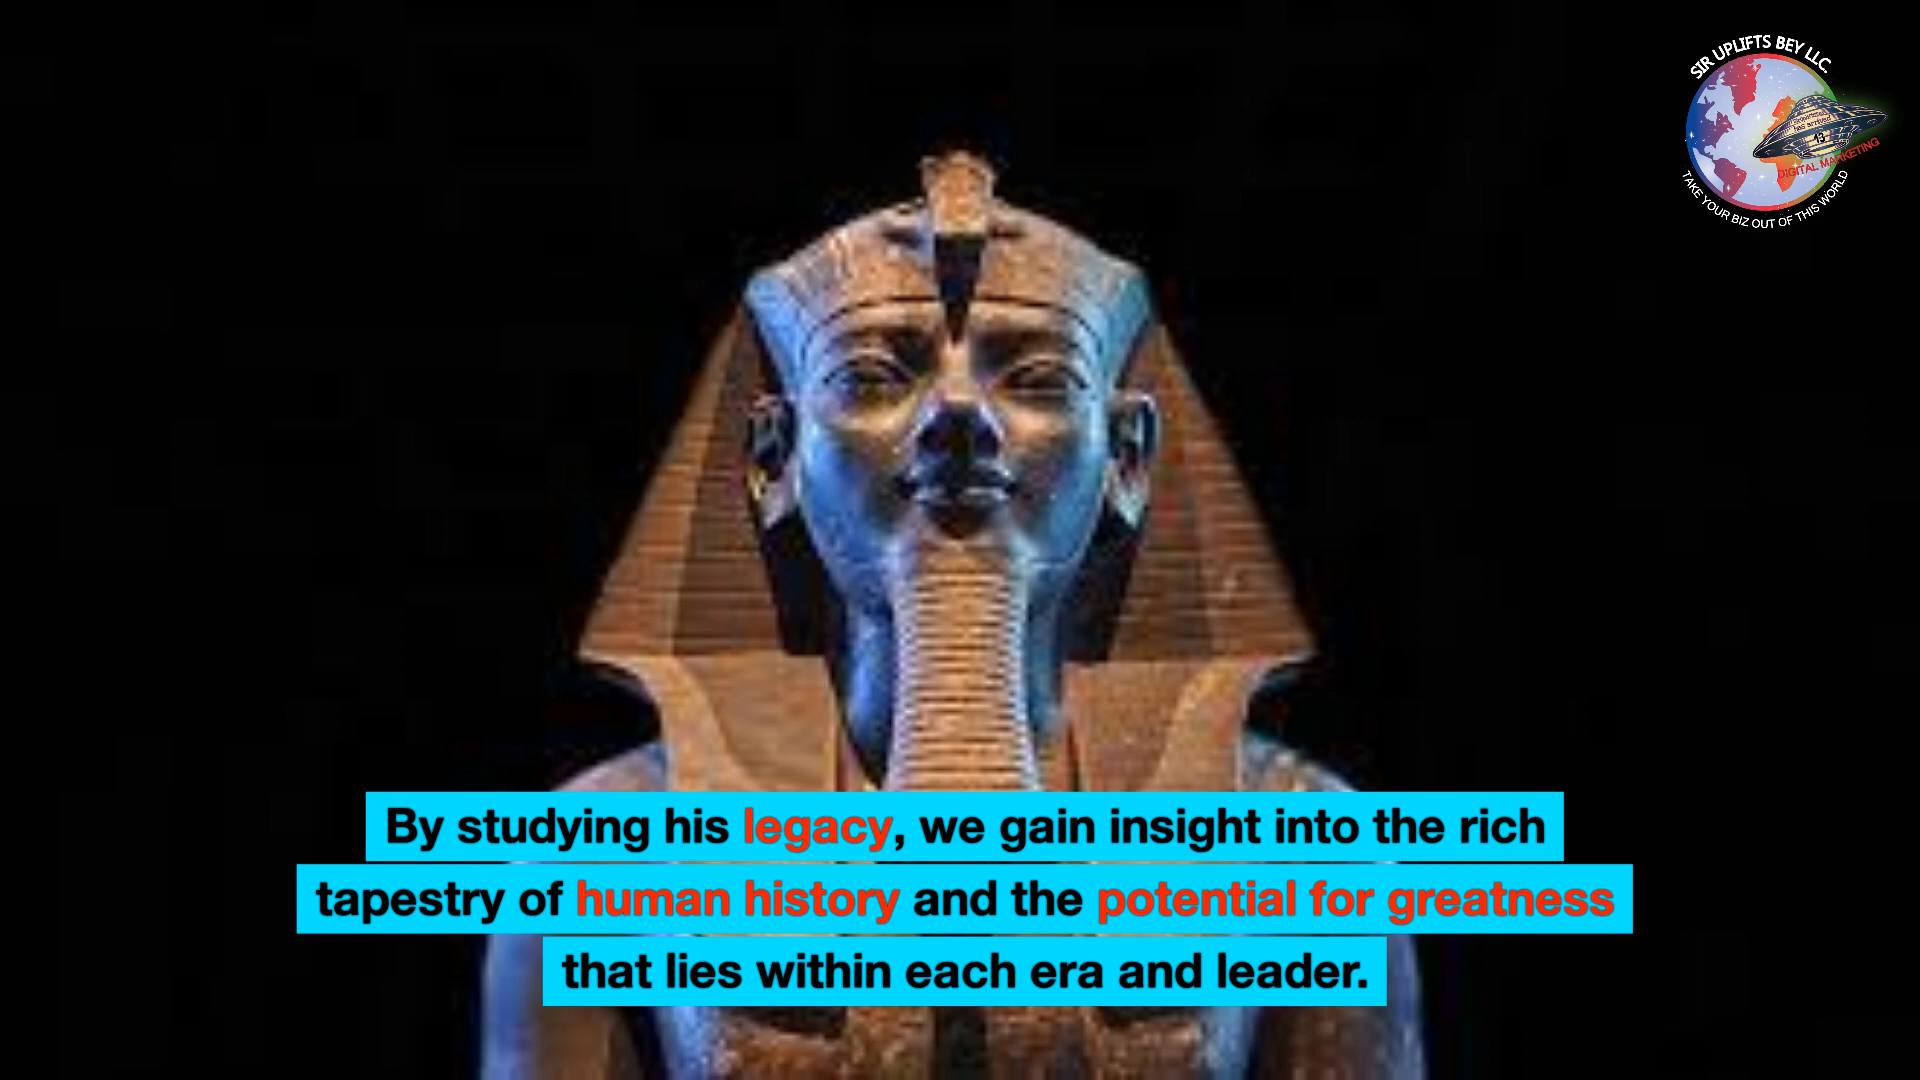 SIR UPLIFTS BEY LLC.
13
DIGITAL MARKETING
TAKE YOUR BIZ OUT OF THIS WORLD
By studying his legacy, we gain insight into the rich
tapestry of human history and the potential for greatness
that lies within each era and leader.